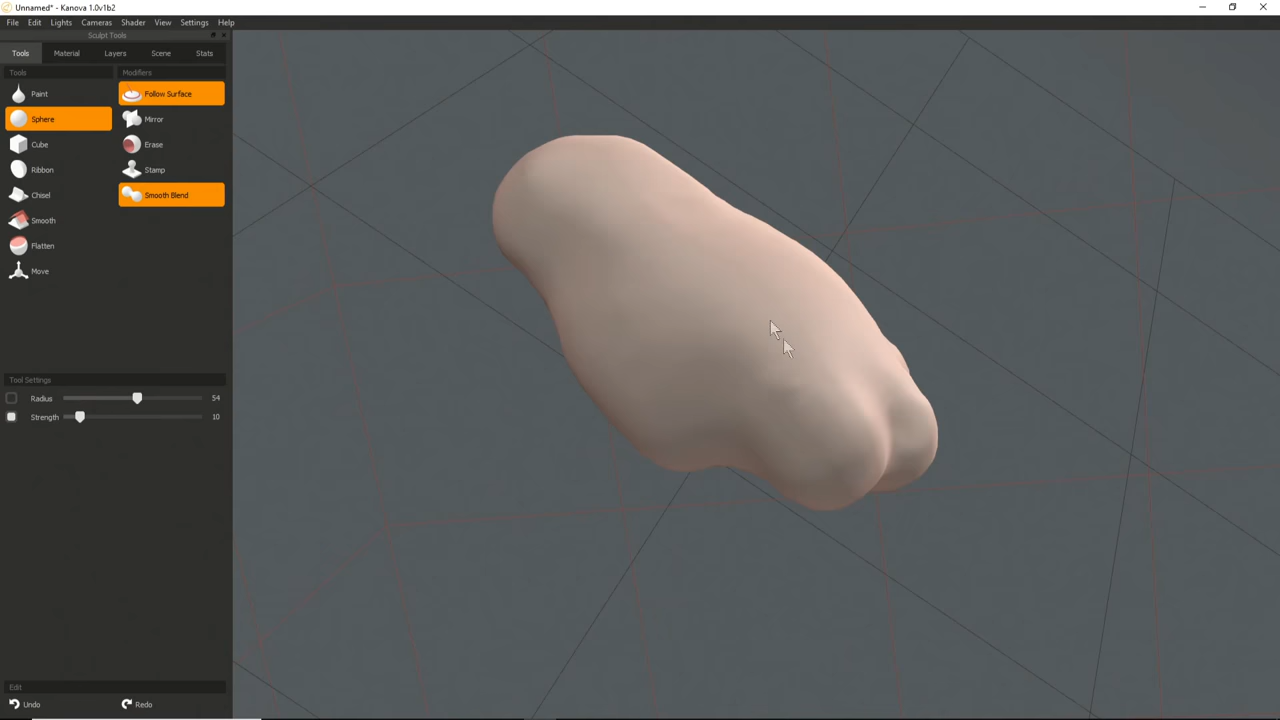 Unnamed* - Kanova 1.0v1b2
File Edit Lights Cameras Shader View Settings Help
Sculpt Tools
Tools Material Layers Scene Stats
Tools Modifiers
Paint Follow Surface
Sphere Mirror
Cube Erase
Ribbon Stamp
Chisel Smooth Blend
Smooth
Flatten
Move
Tool Settings
Radius 54
Strength 10
Edit
Undo Redo